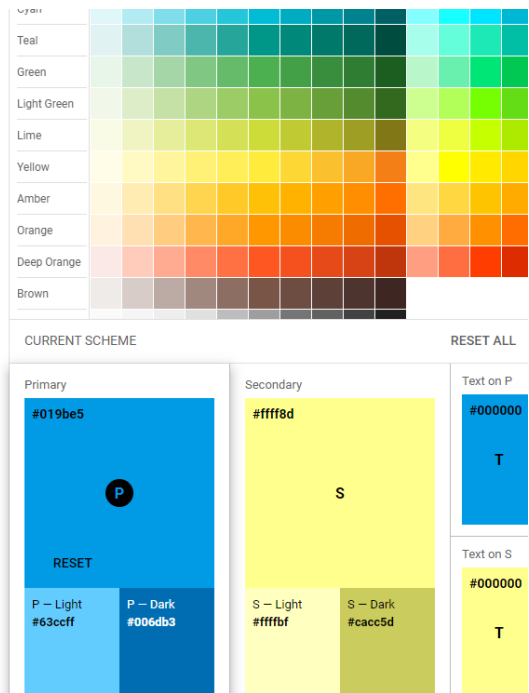 Cyan
Teal
Green
Light Green
Lime
Yellow
Amber
Orange
Deep Orange
Brown
CURRENT SCHEME
RESET ALL
Primary
#019be5
P
RESET
P — Light
#63ccff
P — Dark
#006db3
Secondary
#ffff8d
S
S — Light
#ffffbf
S — Dark
#cacc5d
Text on P
#000000
T
Text on S
#000000
T